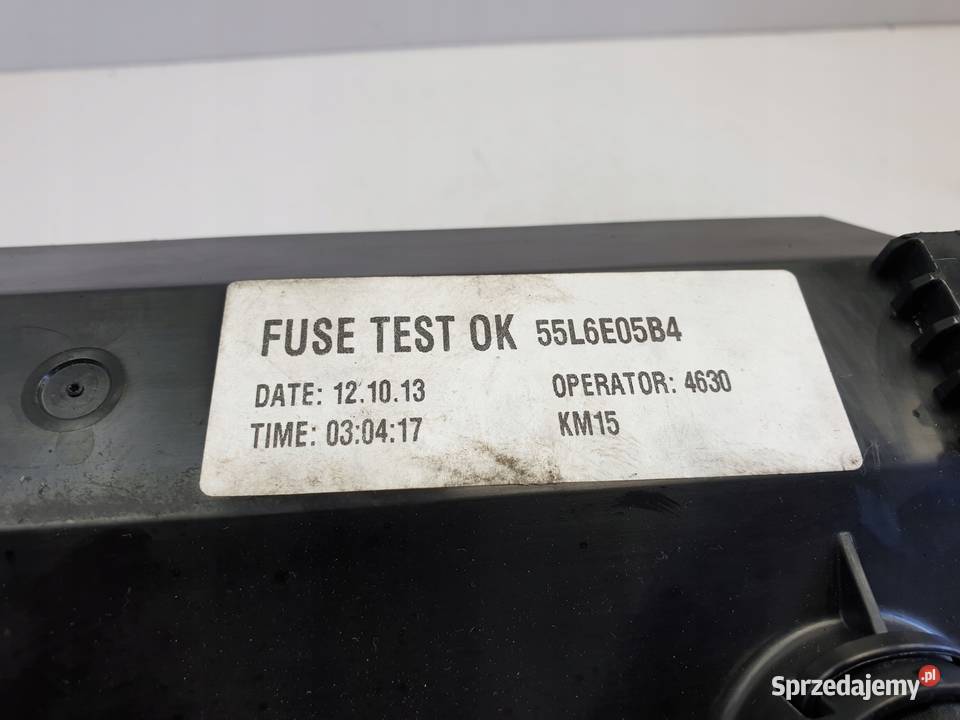 FUSE TEST OK 55L6E05B4
DATE: 12.10.13 OPERATOR: 4630
TIME: 03:04:17 KM15
Sprzedajemy.pl